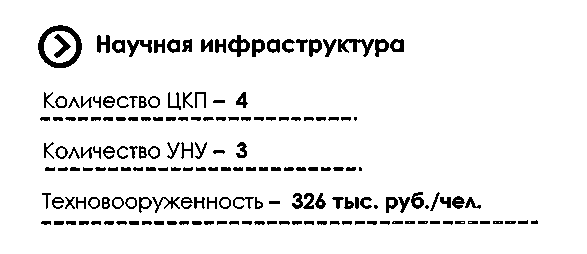 Научная инфраструктура
Количество ЦКП – 4
Количество УНУ – 3
Техновооруженность – 326 тыс. руб./чел.